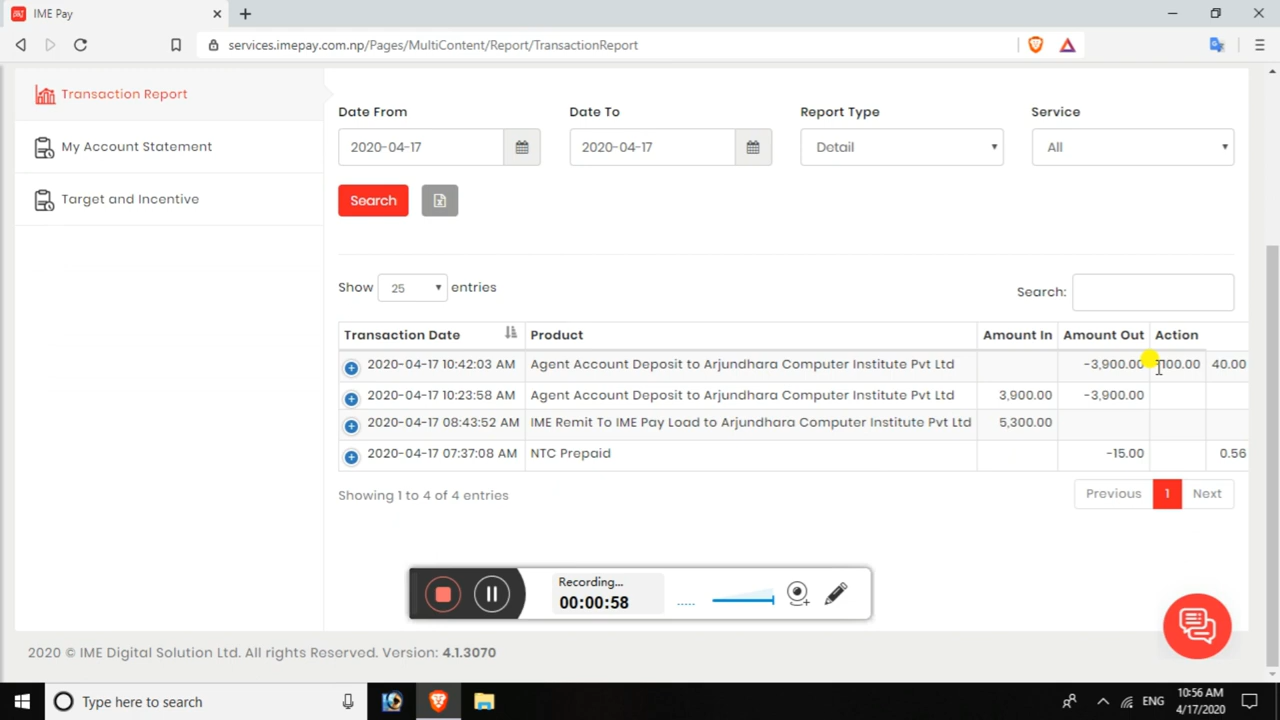 IME Pay
services.imepay.com.np/Pages/MultiContent/Report/TransactionReport
Transaction Report
My Account Statement
Target and Incentive
Date From Date To Report Type Service
2020-04-17 2020-04-17 Detail All
Search
Show 25 entries Search:
Transaction Date Product Amount In Amount Out Action
2020-04-17 10:42:03 AM Agent Account Deposit to Arjundhara Computer Institute Pvt Ltd -3,900.00 40.00
2020-04-17 10:23:58 AM Agent Account Deposit to Arjundhara Computer Institute Pvt Ltd 3,900.00 -3,900.00
2020-04-17 08:43:52 AM IME Remit To IME Pay Load to Arjundhara Computer Institute Pvt Ltd 5,300.00
2020-04-17 07:37:08 AM NTC Prepaid -15.00 0.56
Showing 1 to 4 of 4 entries Previous 1 Next
Recording...
00:00:58
2020 © IME Digital Solution Ltd. All rights Reserved. Version: 4.1.3070
Type here to search
ENG
10:56 AM
4/17/2020